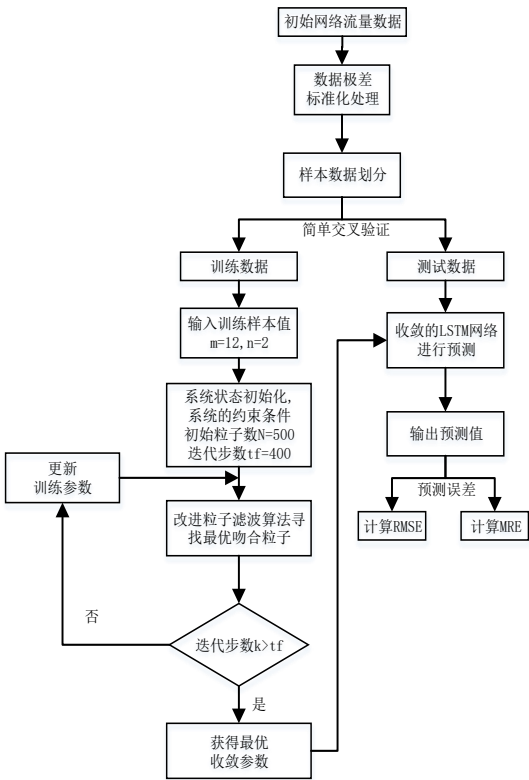 初始网络流量数据
数据极差
标准化处理
样本数据划分
简单交叉验证
训练数据
测试数据
输入训练样本值
m=12,n=2
收敛的LSTM网络
进行预测
系统状态初始化,
系统的约束条件
初始粒子数N=500
迭代步数tf=400
输出预测值
更新
训练参数
预测误差
计算RMSE
计算MRE
改进粒子滤波算法寻
找最优吻合粒子
否
迭代步数k>tf
是
获得最优
收敛参数